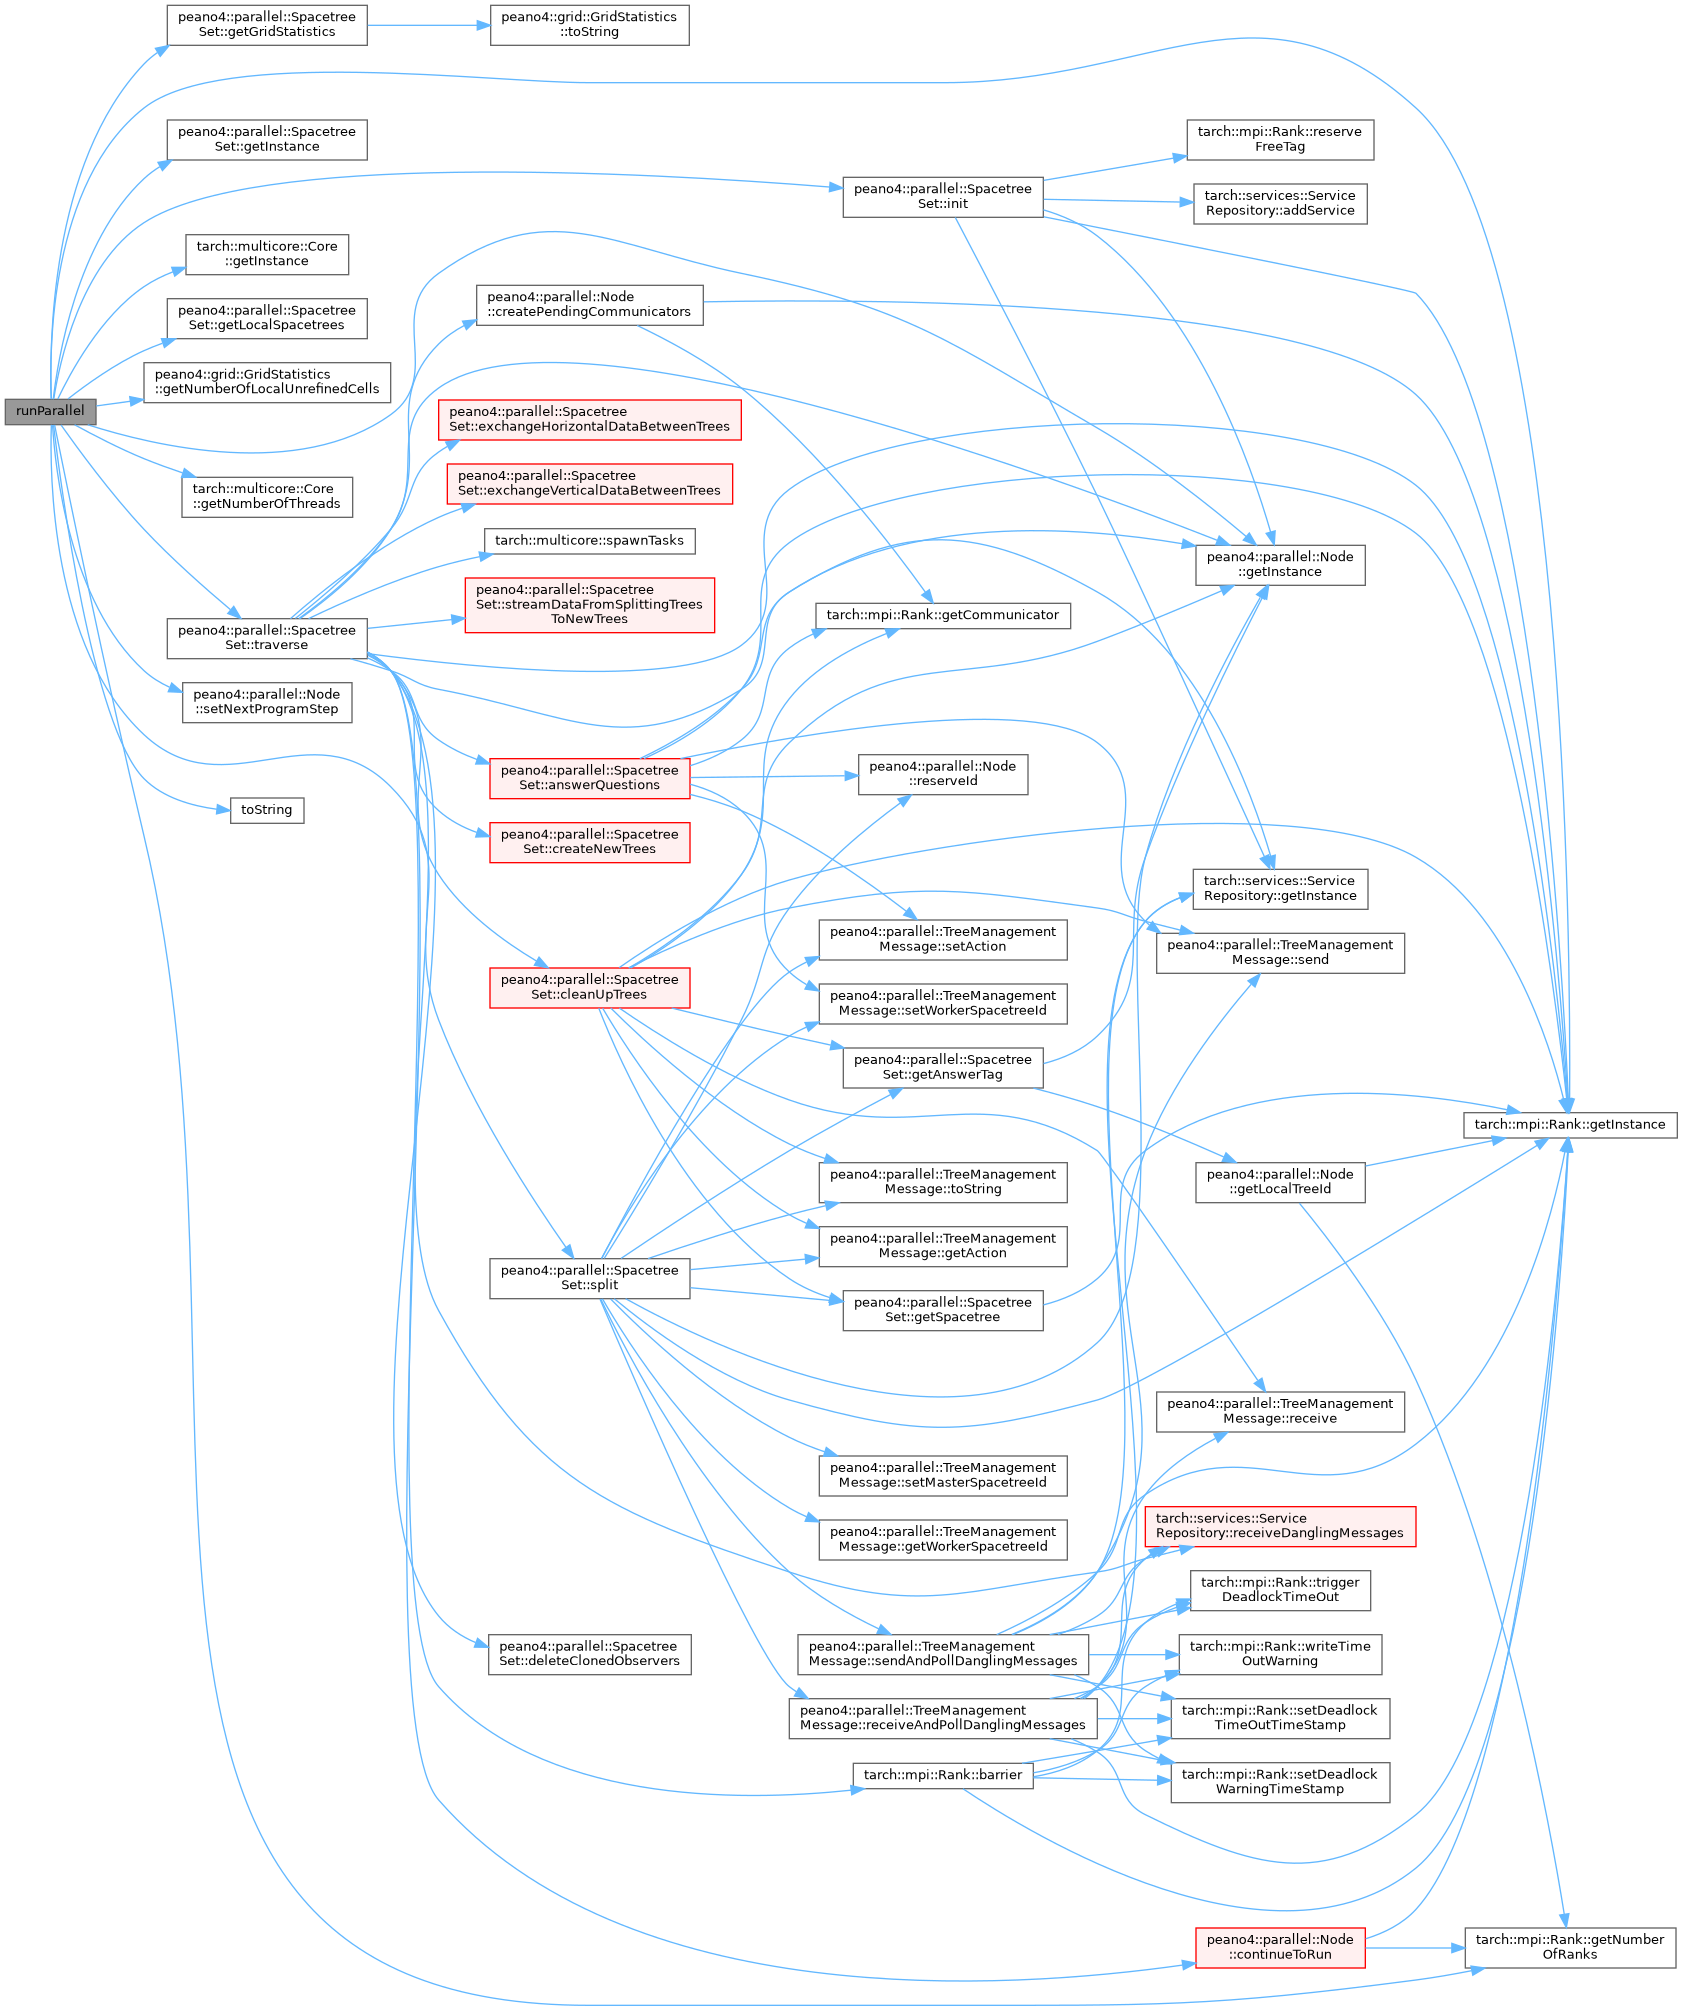 peano4::parallel::Spacetree
Set::getGridStatistics
peano4::grid::GridStatistics
::toString
peano4::parallel::Spacetree
Set::getInstance
tarch::mpi::Rank::reserve
FreeTag
peano4::parallel::Spacetree
Set::init
tarch::services::Service
Repository::addService
tarch::multicore::Core
::getInstance
peano4::parallel::Node
::createPendingCommunicators
peano4::parallel::Spacetree
Set::getLocalSpacetrees
peano4::grid::GridStatistics
::getNumberOfLocalUnrefinedCells
runParallel
peano4::parallel::Spacetree
Set::exchangeHorizontalDataBetweenTrees
peano4::parallel::Spacetree
Set::exchangeVerticalDataBetweenTrees
tarch::multicore::Core
::getNumberOfThreads
tarch::multicore::spawnTasks
peano4::parallel::Node
::getInstance
peano4::parallel::Spacetree
Set::streamDataFromSplittingTrees
ToNewTrees
tarch::mpi::Rank::getCommunicator
peano4::parallel::Spacetree
Set::traverse
peano4::parallel::Node
::setNextProgramStep
peano4::parallel::Spacetree
Set::answerQuestions
peano4::parallel::Node
::reserveId
toString
peano4::parallel::Spacetree
Set::createNewTrees
tarch::services::Service
Repository::getInstance
peano4::parallel::TreeManagement
Message::setAction
peano4::parallel::TreeManagement
Message::send
peano4::parallel::Spacetree
Set::cleanUpTrees
peano4::parallel::TreeManagement
Message::setWorkerSpacetreeId
peano4::parallel::Spacetree
Set::getAnswerTag
tarch::mpi::Rank::getInstance
peano4::parallel::TreeManagement
Message::toString
peano4::parallel::Node
::getLocalTreeId
peano4::parallel::TreeManagement
Message::getAction
peano4::parallel::Spacetree
Set::split
peano4::parallel::Spacetree
Set::getSpacetree
peano4::parallel::TreeManagement
Message::receive
peano4::parallel::TreeManagement
Message::setMasterSpacetreeId
peano4::parallel::TreeManagement
Message::getWorkerSpacetreeId
tarch::services::Service
Repository::receiveDanglingMessages
tarch::mpi::Rank::trigger
DeadlockTimeOut
peano4::parallel::Spacetree
Set::deleteClonedObservers
peano4::parallel::TreeManagement
Message::sendAndPollDanglingMessages
tarch::mpi::Rank::writeTime
OutWarning
peano4::parallel::TreeManagement
Message::receiveAndPollDanglingMessages
tarch::mpi::Rank::setDeadlock
TimeOutTimeStamp
tarch::mpi::Rank::barrier
tarch::mpi::Rank::setDeadlock
WarningTimeStamp
peano4::parallel::Node
::continueToRun
tarch::mpi::Rank::getNumber
OfRanks